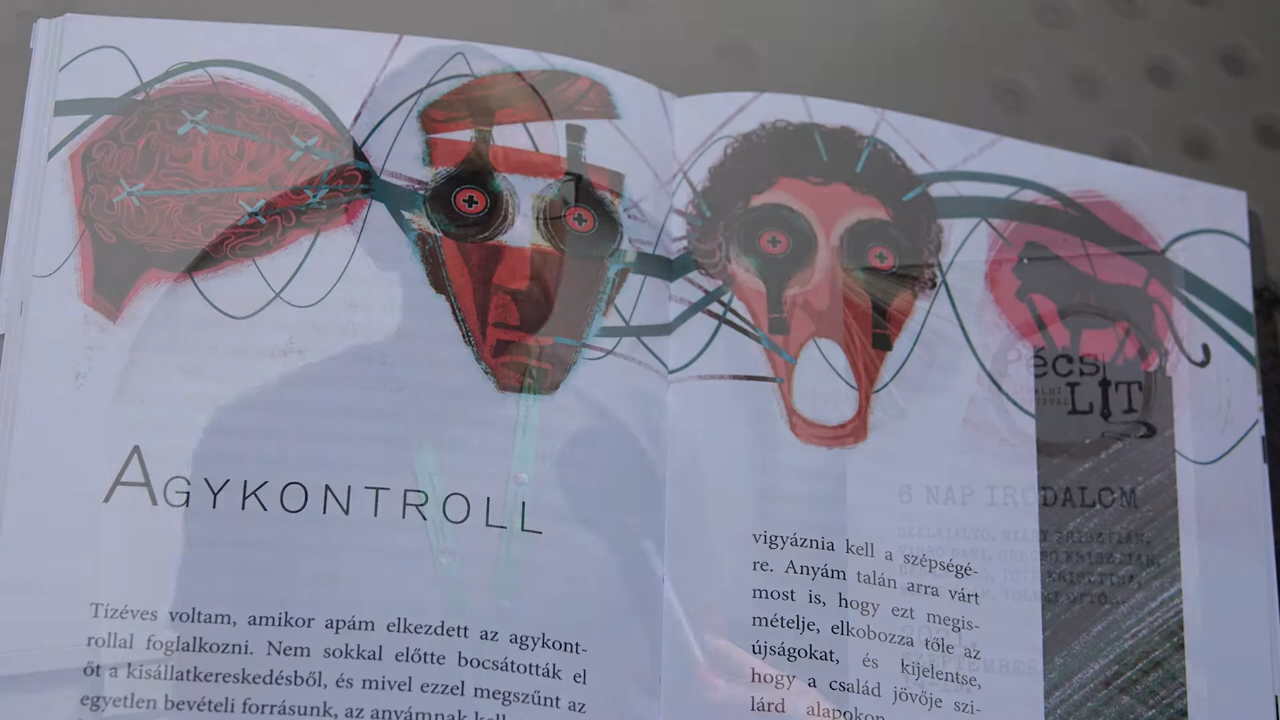 AGYKONTROLL
Tízéves voltam, amikor apám elkezdett az agykont-
rollal foglalkozni. Nem sokkal előtte bocsátották el
őt a kisállatkereskedésből, és mivel ezzel megszűnt az
egyetlen bevételi forrásunk, az anyámnak
vigyáznia kell a szépségé-
re. Anyám talán arra várt
most is, hogy ezt megis-
mételje, elkobozza tőle az
újságokat, és kijelentse,
hogy a család jövője szi-
lárd alapokon
Pécs
LIT
6 NAP IRODALOM
SZEPTEMBER